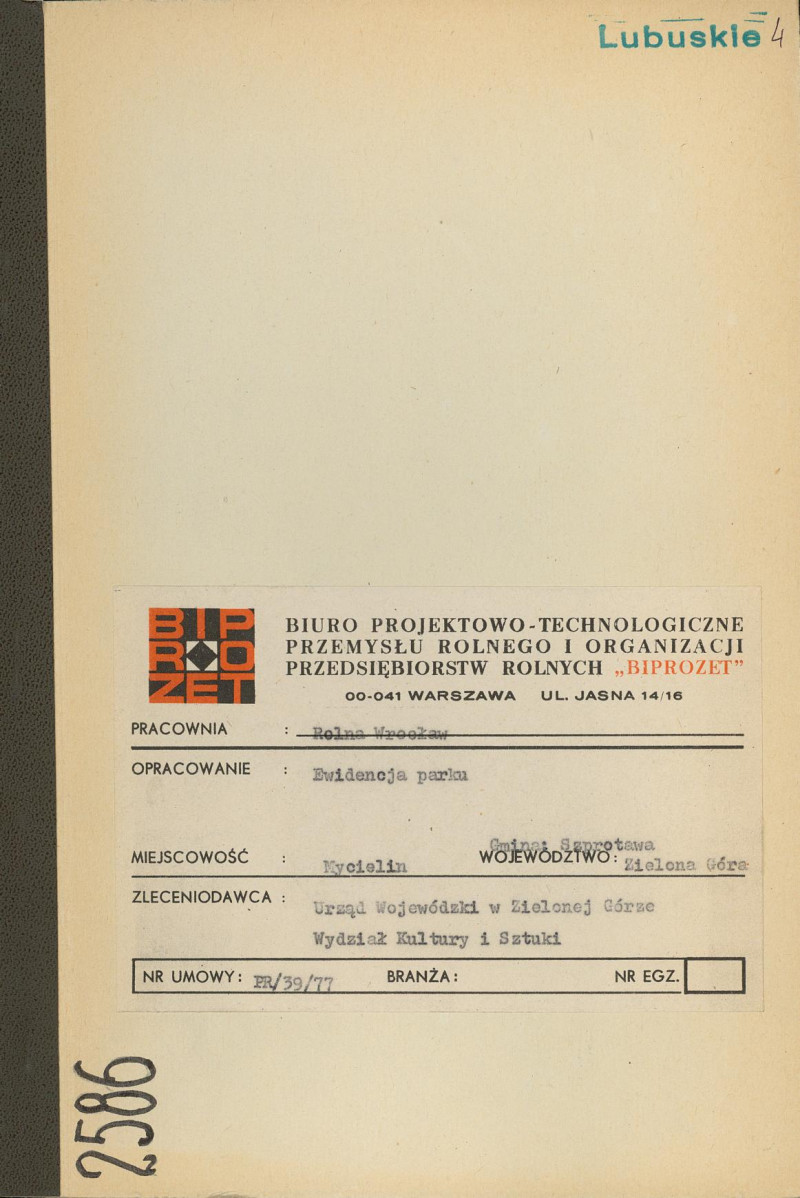 Lubuskie 4
BIP
RO
ZET
BIURO PROJEKTOWO-TECHNOLOGICZNE
PRZEMYSŁU ROLNEGO I ORGANIZACJI
PRZEDSIĘBIORSTW ROLNYCH „BIPROZET”
00-041 WARSZAWA UL. JASNA 14/16
PRACOWNIA : Rolna Wrocław
OPRACOWANIE : Ewidencja parku
Gmina: Szprotawa
MIEJSCOWOŚĆ : Mycielin WOJEWÓDZTWO: Zielona Góra
ZLECENIODAWCA : Urząd Wojewódzki w Zielonej Górze
Wydział Kultury i Sztuki
NR UMOWY: PR/39/77 BRANŻA: NR EGZ.
2586